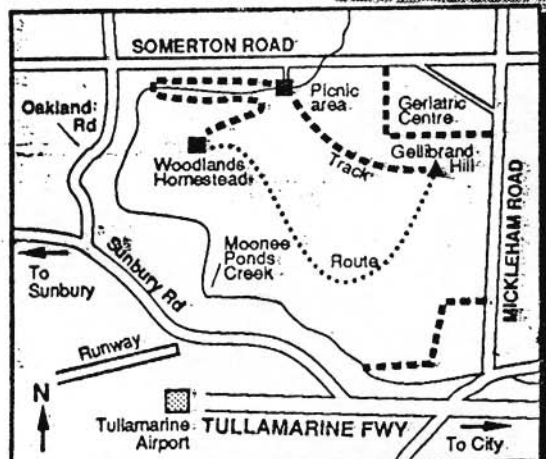 SOMERTON ROAD
Oakland
Rd
Picnic
area
Geriatric
Centre
Gellibrand
Hill
Woodlands
Homestead
Track
MICKLEHAM ROAD
Moonee
Ponds
Creek
Route
To
Sunbury
Sunbury Rd
Runway
N
Tullamarine
Airport
TULLAMARINE FWY
To City